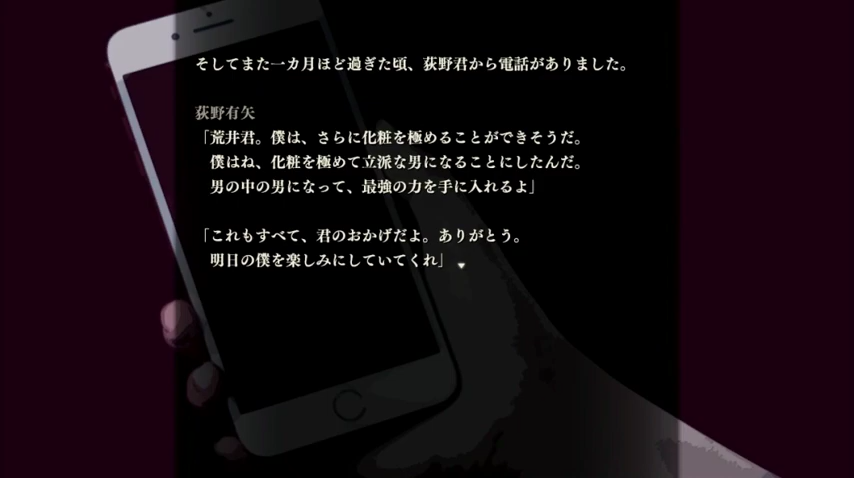 そしてまた一カ月ほど過ぎた頃、荻野君から電話がありました。
荻野有矢
「荒井君。僕は、さらに化粧を極めることができそうだ。
僕はね、化粧を極めて立派な男になることにしたんだ。
男の中の男になって、最強の力を手に入れるよ」
「これもすべて、君のおかげだよ。ありがとう。
明日の僕を楽しみにしていてくれ」